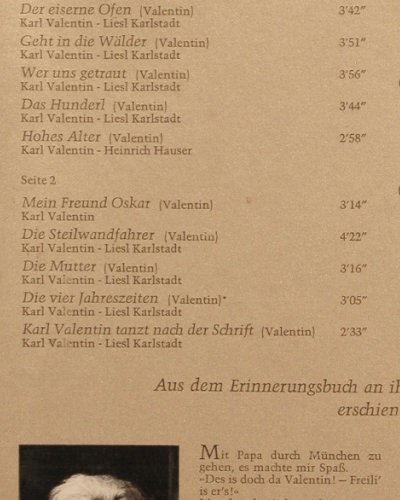 Der eiserne Ofen (Valentin) 3'42"
Karl Valentin - Liesl Karlstadt
Geht in die Wälder (Valentin) 3'51"
Karl Valentin - Liesl Karlstadt
Wer uns getraut (Valentin) 3'56"
Karl Valentin - Liesl Karlstadt
Das Hunderl (Valentin) 3'44"
Karl Valentin - Liesl Karlstadt
Hohes Alter (Valentin) 2'58"
Karl Valentin - Heinrich Hauser
Seite 2
Mein Freund Oskar (Valentin) 3'14"
Karl Valentin
Die Steilwandfahrer (Valentin) 4'22"
Karl Valentin - Liesl Karlstadt
Die Mutter (Valentin) 3'16"
Karl Valentin - Liesl Karlstadt
Die vier Jahreszeiten (Valentin)* 3'05"
Karl Valentin - Liesl Karlstadt
Karl Valentin tanzt nach der Schrift (Valentin) 2'33"
Karl Valentin - Liesl Karlstadt
Aus dem Erinnerungsbuch an ih
erschien
Mit Papa durch München zu
gehen, es machte mir Spaß.
»Des is doch da Valentin! – Freili'
is er's!«